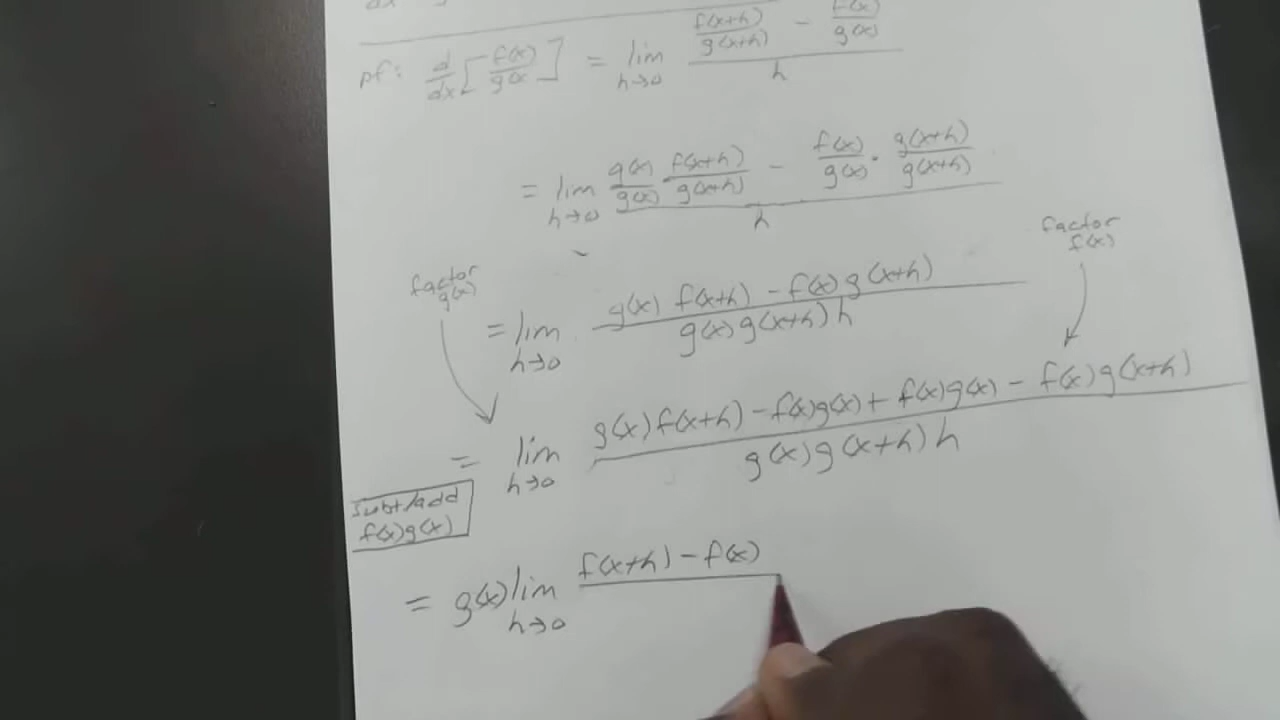 pf: d/dx [f(x)/g(x)] = lim h→0 (f(x+h)/g(x+h) - f(x)/g(x))/h
= lim h→0 (g(x)/g(x) · f(x+h)/g(x+h) - f(x)/g(x) · g(x+h)/g(x+h))/h
factor g(x)
factor f(x)
= lim h→0 (g(x) f(x+h) - f(x) g(x+h))/(g(x) g(x+h) h)
= lim h→0 (g(x) f(x+h) - f(x)g(x) + f(x)g(x) - f(x)g(x+h))/(g(x) g(x+h) h)
Subt/add
f(x)g(x)
= g(x) lim h→0 f(x+h) - f(x)